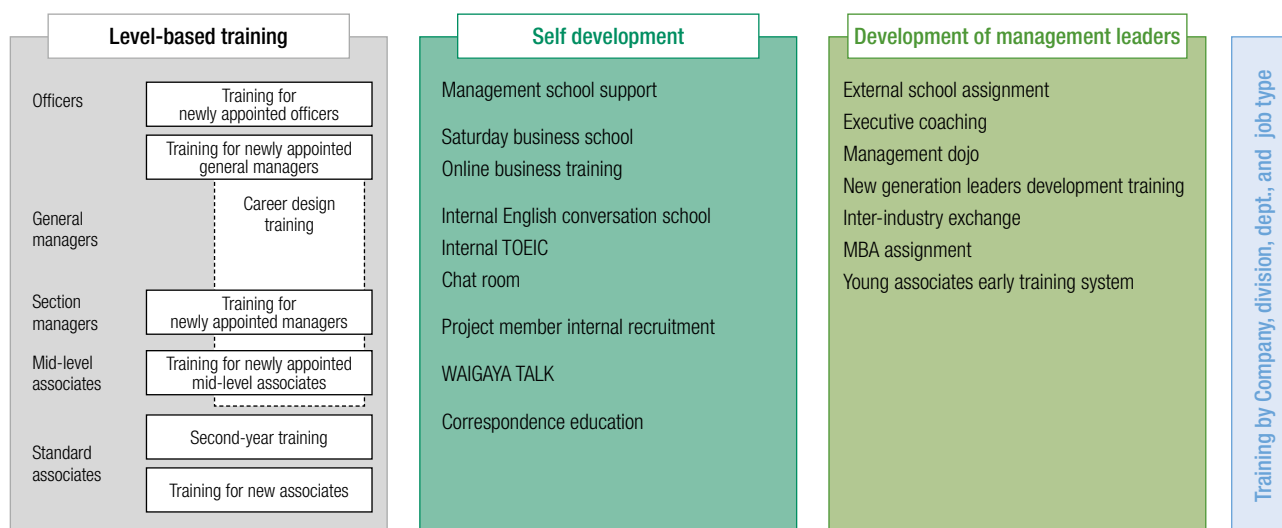 Level-based training
Officers
Training for
newly appointed officers
Training for newly appointed
general managers
Career design
training
General
managers
Section
managers
Training for
newly appointed managers
Mid-level
associates
Training for newly appointed
mid-level associates
Standard
associates
Second-year training
Training for new associates
Self development
Management school support
Saturday business school
Online business training
Internal English conversation school
Internal TOEIC
Chat room
Project member internal recruitment
WAIGAYA TALK
Correspondence education
Development of management leaders
External school assignment
Executive coaching
Management dojo
New generation leaders development training
Inter-industry exchange
MBA assignment
Young associates early training system
Training by Company, division, dept., and job type